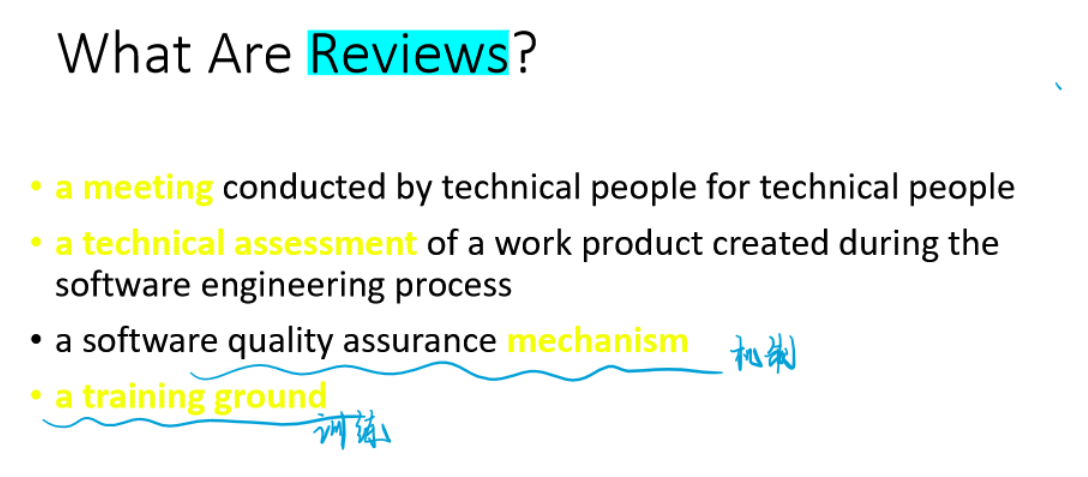 What Are Reviews?
• a meeting conducted by technical people for technical people
• a technical assessment of a work product created during the
software engineering process
• a software quality assurance mechanism 机制
• a training ground
训练